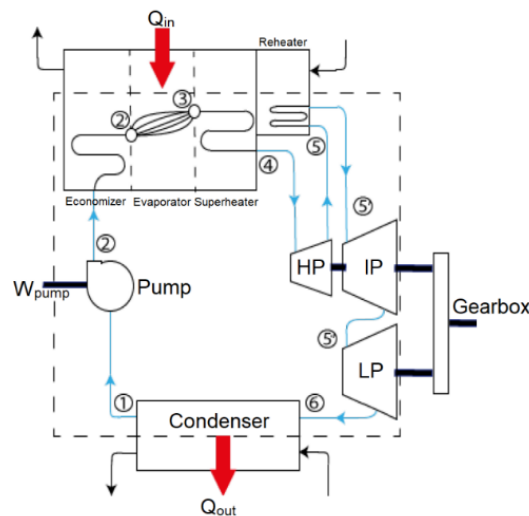 Qin
Reheater
③
②'
④
⑤
Economizer
Evaporator
Superheater
②
⑤'
HP
IP
Wpump
Pump
Gearbox
⑤'
LP
①
Condenser
⑥
Qout